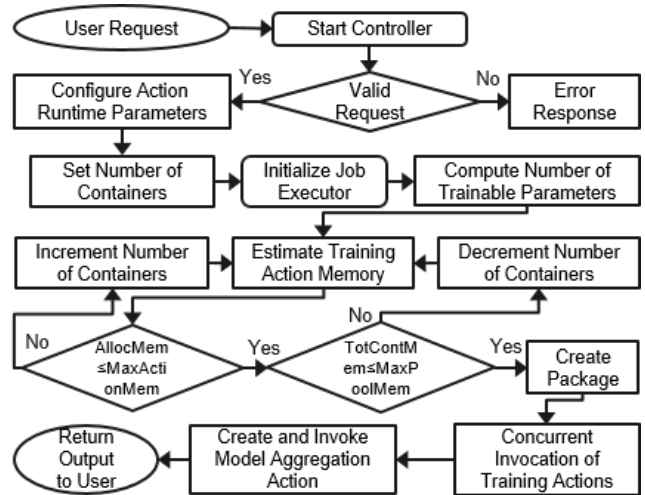 User Request
Start Controller
Configure Action
Runtime Parameters
Yes
Valid
Request
No
Error
Response
Set Number of
Containers
Initialize Job
Executor
Compute Number of
Trainable Parameters
Increment Number
of Containers
Estimate Training
Action Memory
Decrement Number
of Containers
No
AllocMem
≤MaxActi
onMem
Yes
No
TotContM
em≤MaxP
oolMem
Yes
Create
Package
Return
Output
to User
Create and Invoke
Model Aggregation
Action
Concurrent
Invocation of
Training Actions